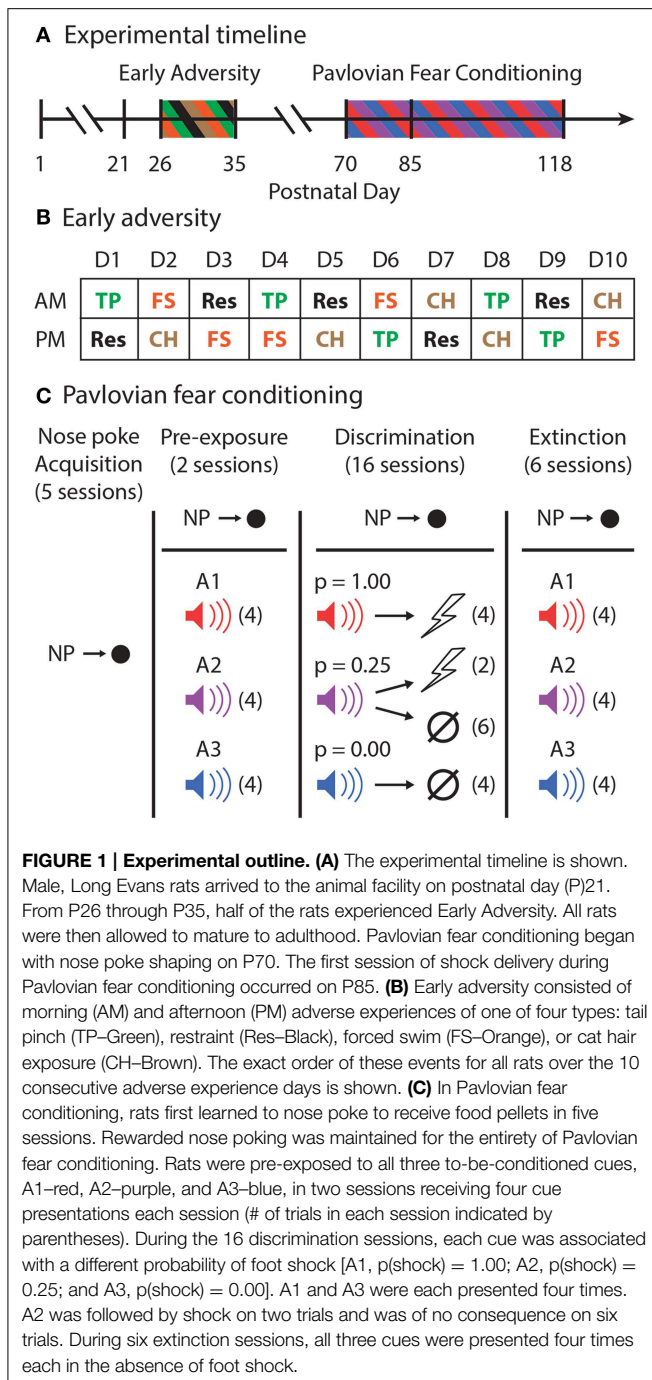 A Experimental timeline
Early Adversity Pavlovian Fear Conditioning
1 21 26 35 70 85 118
Postnatal Day
B Early adversity
D1 D2 D3 D4 D5 D6 D7 D8 D9 D10
AM TP FS Res TP Res FS CH TP Res CH
PM Res CH FS FS CH TP Res CH TP FS
C Pavlovian fear conditioning
Nose poke Pre-exposure Discrimination Extinction
Acquisition (2 sessions) (16 sessions) (6 sessions)
(5 sessions)
NP → ● NP → ● NP → ●
A1 p = 1.00 A1
(4) (4) (4)
NP → ● A2 p = 0.25 (2) A2
(4) (6) (4)
A3 p = 0.00 A3
(4) (4) (4)
FIGURE 1 | Experimental outline. (A) The experimental timeline is shown.
Male, Long Evans rats arrived to the animal facility on postnatal day (P)21.
From P26 through P35, half of the rats experienced Early Adversity. All rats
were then allowed to mature to adulthood. Pavlovian fear conditioning began
with nose poke shaping on P70. The first session of shock delivery during
Pavlovian fear conditioning occurred on P85. (B) Early adversity consisted of
morning (AM) and afternoon (PM) adverse experiences of one of four types: tail
pinch (TP–Green), restraint (Res–Black), forced swim (FS–Orange), or cat hair
exposure (CH–Brown). The exact order of these events for all rats over the 10
consecutive adverse experience days is shown. (C) In Pavlovian fear
conditioning, rats first learned to nose poke to receive food pellets in five
sessions. Rewarded nose poking was maintained for the entirety of Pavlovian
fear conditioning. Rats were pre-exposed to all three to-be-conditioned cues,
A1–red, A2–purple, and A3–blue, in two sessions receiving four cue
presentations each session (# of trials in each session indicated by
parentheses). During the 16 discrimination sessions, each cue was associated
with a different probability of foot shock [A1, p(shock) = 1.00; A2, p(shock) =
0.25; and A3, p(shock) = 0.00]. A1 and A3 were each presented four times.
A2 was followed by shock on two trials and was of no consequence on six
trials. During six extinction sessions, all three cues were presented four times
each in the absence of foot shock.